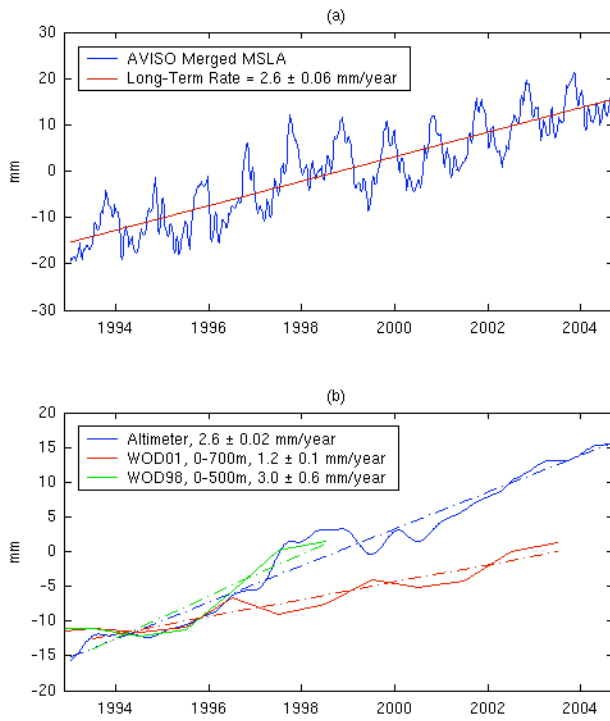 (a)
30
20
10
0
-10
-20
-30
mm
AVISO Merged MSLA
Long-Term Rate = 2.6 ± 0.06 mm/year
1994 1996 1998 2000 2002 2004
(b)
20
15
10
5
0
-5
-10
-15
-20
mm
Altimeter, 2.6 ± 0.02 mm/year
WOD01, 0-700m, 1.2 ± 0.1, mm/year
WOD98, 0-500m, 3.0 ± 0.6, mm/year
1994 1996 1998 2000 2002 2004